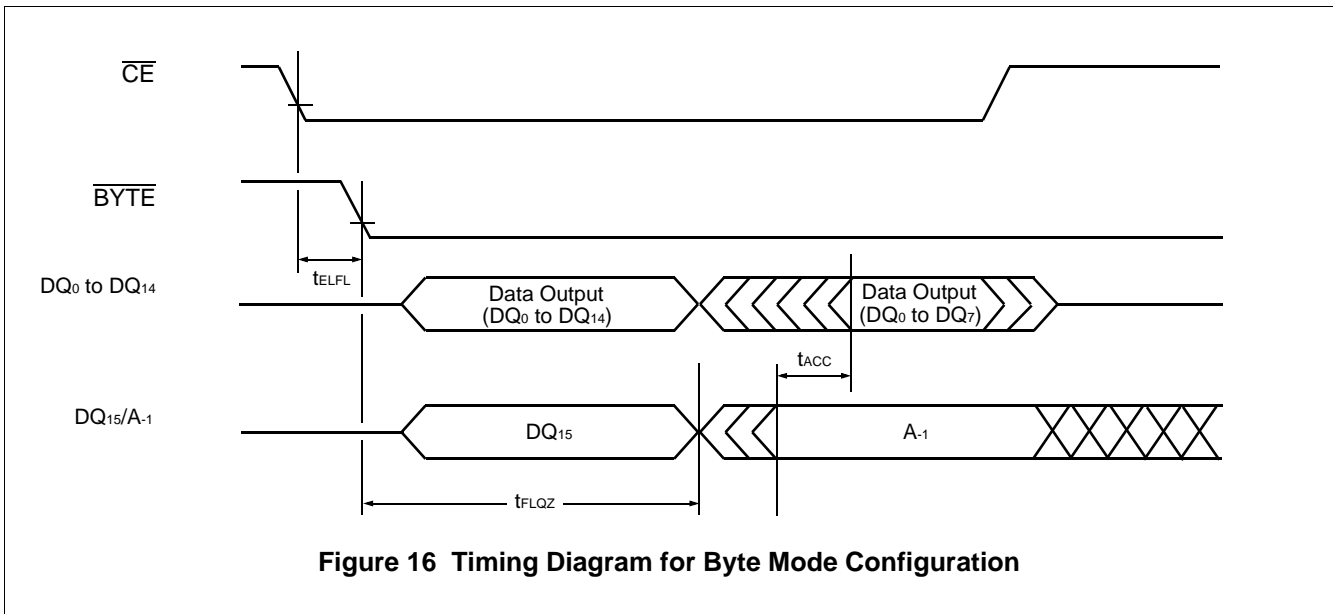 CE
BYTE
tELFL
DQ0 to DQ14
Data Output
(DQ0 to DQ14)
Data Output
(DQ0 to DQ7)
tACC
DQ15/A-1
DQ15
A-1
tFLQZ
Figure 16 Timing Diagram for Byte Mode Configuration